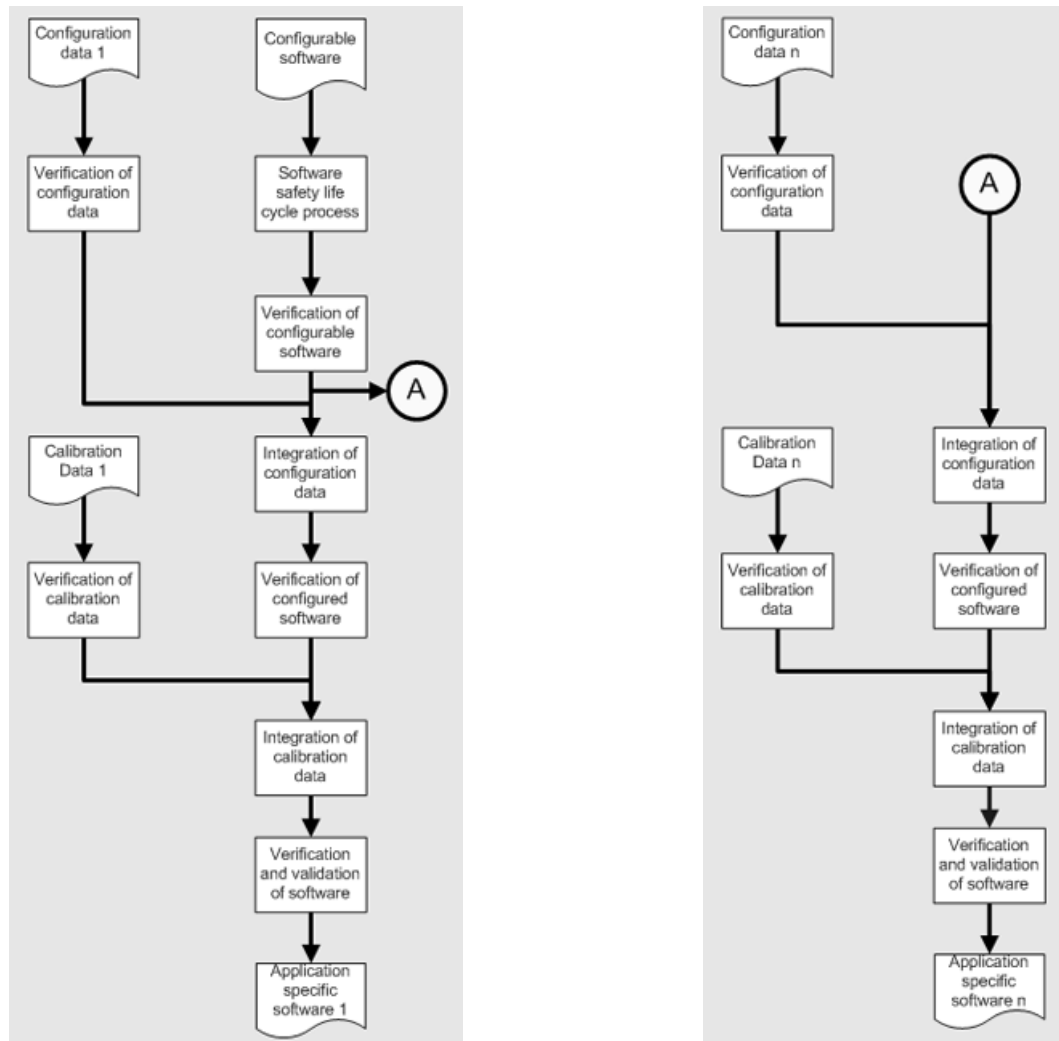 Configuration
data 1
Configurable
software
Verification of
configuration
data
Software
safety life
cycle process
Verification of
configurable
software
A
Calibration
Data 1
Integration of
configuration
data
Verification of
calibration
data
Verification of
configured
software
Integration of
calibration
data
Verification
and validation
of software
Application
specific
software 1
Configuration
data n
Verification of
configuration
data
A
Calibration
Data n
Integration of
configuration
data
Verification of
calibration
data
Verification of
configured
software
Integration of
calibration
data
Verification
and validation
of software
Application
specific
software n